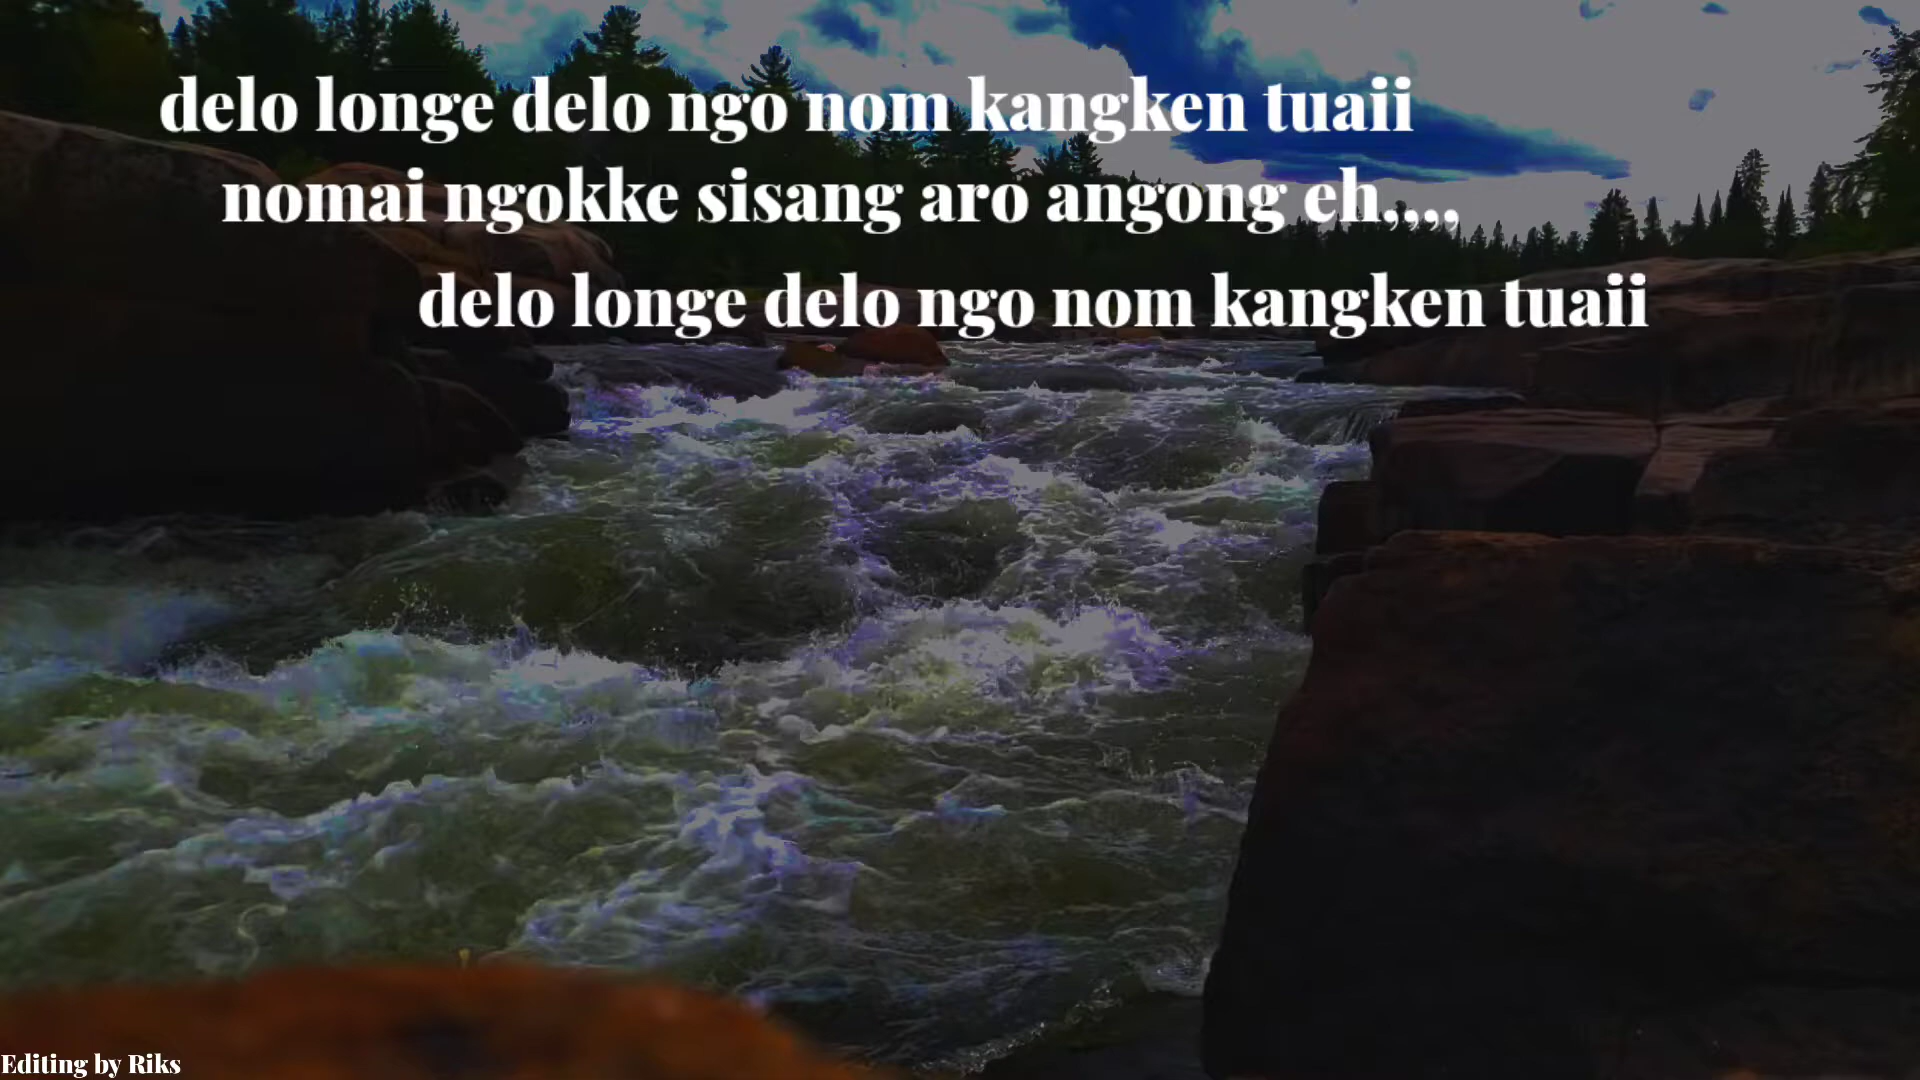 delo longe delo ngo nom kangken tuaii
nomai ngokke sisang aro angong eh,,,,
delo longe delo ngo nom kangken tuaii
Editing by Riks